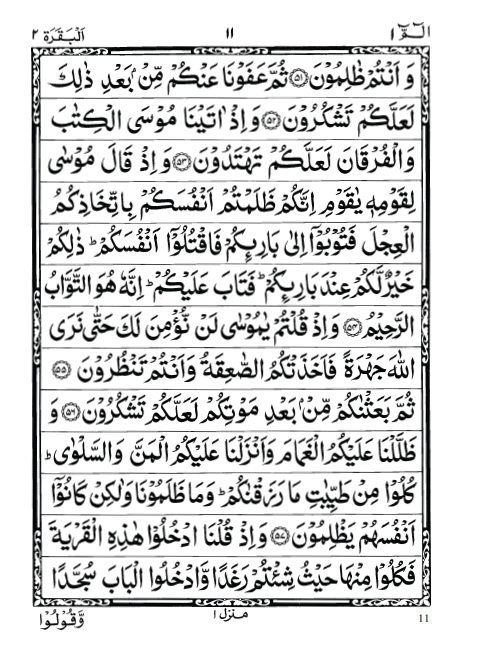 الٓمّٓ ١ ١١ اَلْبَقَرَة ٢
وَ اَنْتُمْ ظٰلِمُوْنَ ﴿٥١﴾ ثُمَّ عَفَوْنَا عَنْكُمْ مِّنْۢ بَعْدِ ذٰلِكَ
لَعَلَّكُمْ تَشْكُرُوْنَ ﴿٥٢﴾ وَ اِذْ اٰتَيْنَا مُوْسَى الْكِتٰبَ
وَالْفُرْقَانَ لَعَلَّكُمْ تَهْتَدُوْنَ ﴿٥٣﴾ وَ اِذْ قَالَ مُوْسٰى
لِقَوْمِهٖ يٰقَوْمِ اِنَّكُمْ ظَلَمْتُمْ اَنْفُسَكُمْ بِاتِّخَاذِكُمُ
الْعِجْلَ فَتُوْبُوْٓا اِلٰى بَارِئِكُمْ فَاقْتُلُوْٓا اَنْفُسَكُمْ ؕ ذٰلِكُمْ
خَيْرٌ لَّكُمْ عِنْدَ بَارِئِكُمْ ؕ فَتَابَ عَلَيْكُمْ ؕ اِنَّهٗ هُوَ التَّوَّابُ
الرَّحِيْمُ ﴿٥٤﴾ وَ اِذْ قُلْتُمْ يٰمُوْسٰى لَنْ نُّؤْمِنَ لَكَ حَتّٰى نَرَى
اللّٰهَ جَهْرَةً فَاَخَذَتْكُمُ الصّٰعِقَةُ وَ اَنْتُمْ تَنْظُرُوْنَ ﴿٥٥﴾
ثُمَّ بَعَثْنٰكُمْ مِّنْۢ بَعْدِ مَوْتِكُمْ لَعَلَّكُمْ تَشْكُرُوْنَ ﴿٥٦﴾ وَ
ظَلَّلْنَا عَلَيْكُمُ الْغَمَامَ وَ اَنْزَلْنَا عَلَيْكُمُ الْمَنَّ وَ السَّلْوٰى ؕ
كُلُوْا مِنْ طَيِّبٰتِ مَا رَزَقْنٰكُمْ ؕ وَمَا ظَلَمُوْنَا وَلٰكِنْ كَانُوْٓا
اَنْفُسَهُمْ يَظْلِمُوْنَ ﴿٥٧﴾ وَ اِذْ قُلْنَا ادْخُلُوْا هٰذِهِ الْقَرْيَةَ
فَكُلُوْا مِنْهَا حَيْثُ شِئْتُمْ رَغَدًا وَّ ادْخُلُوا الْبَابَ سُجَّدًا
منزل ١
وَّقُوْلُوْا
11